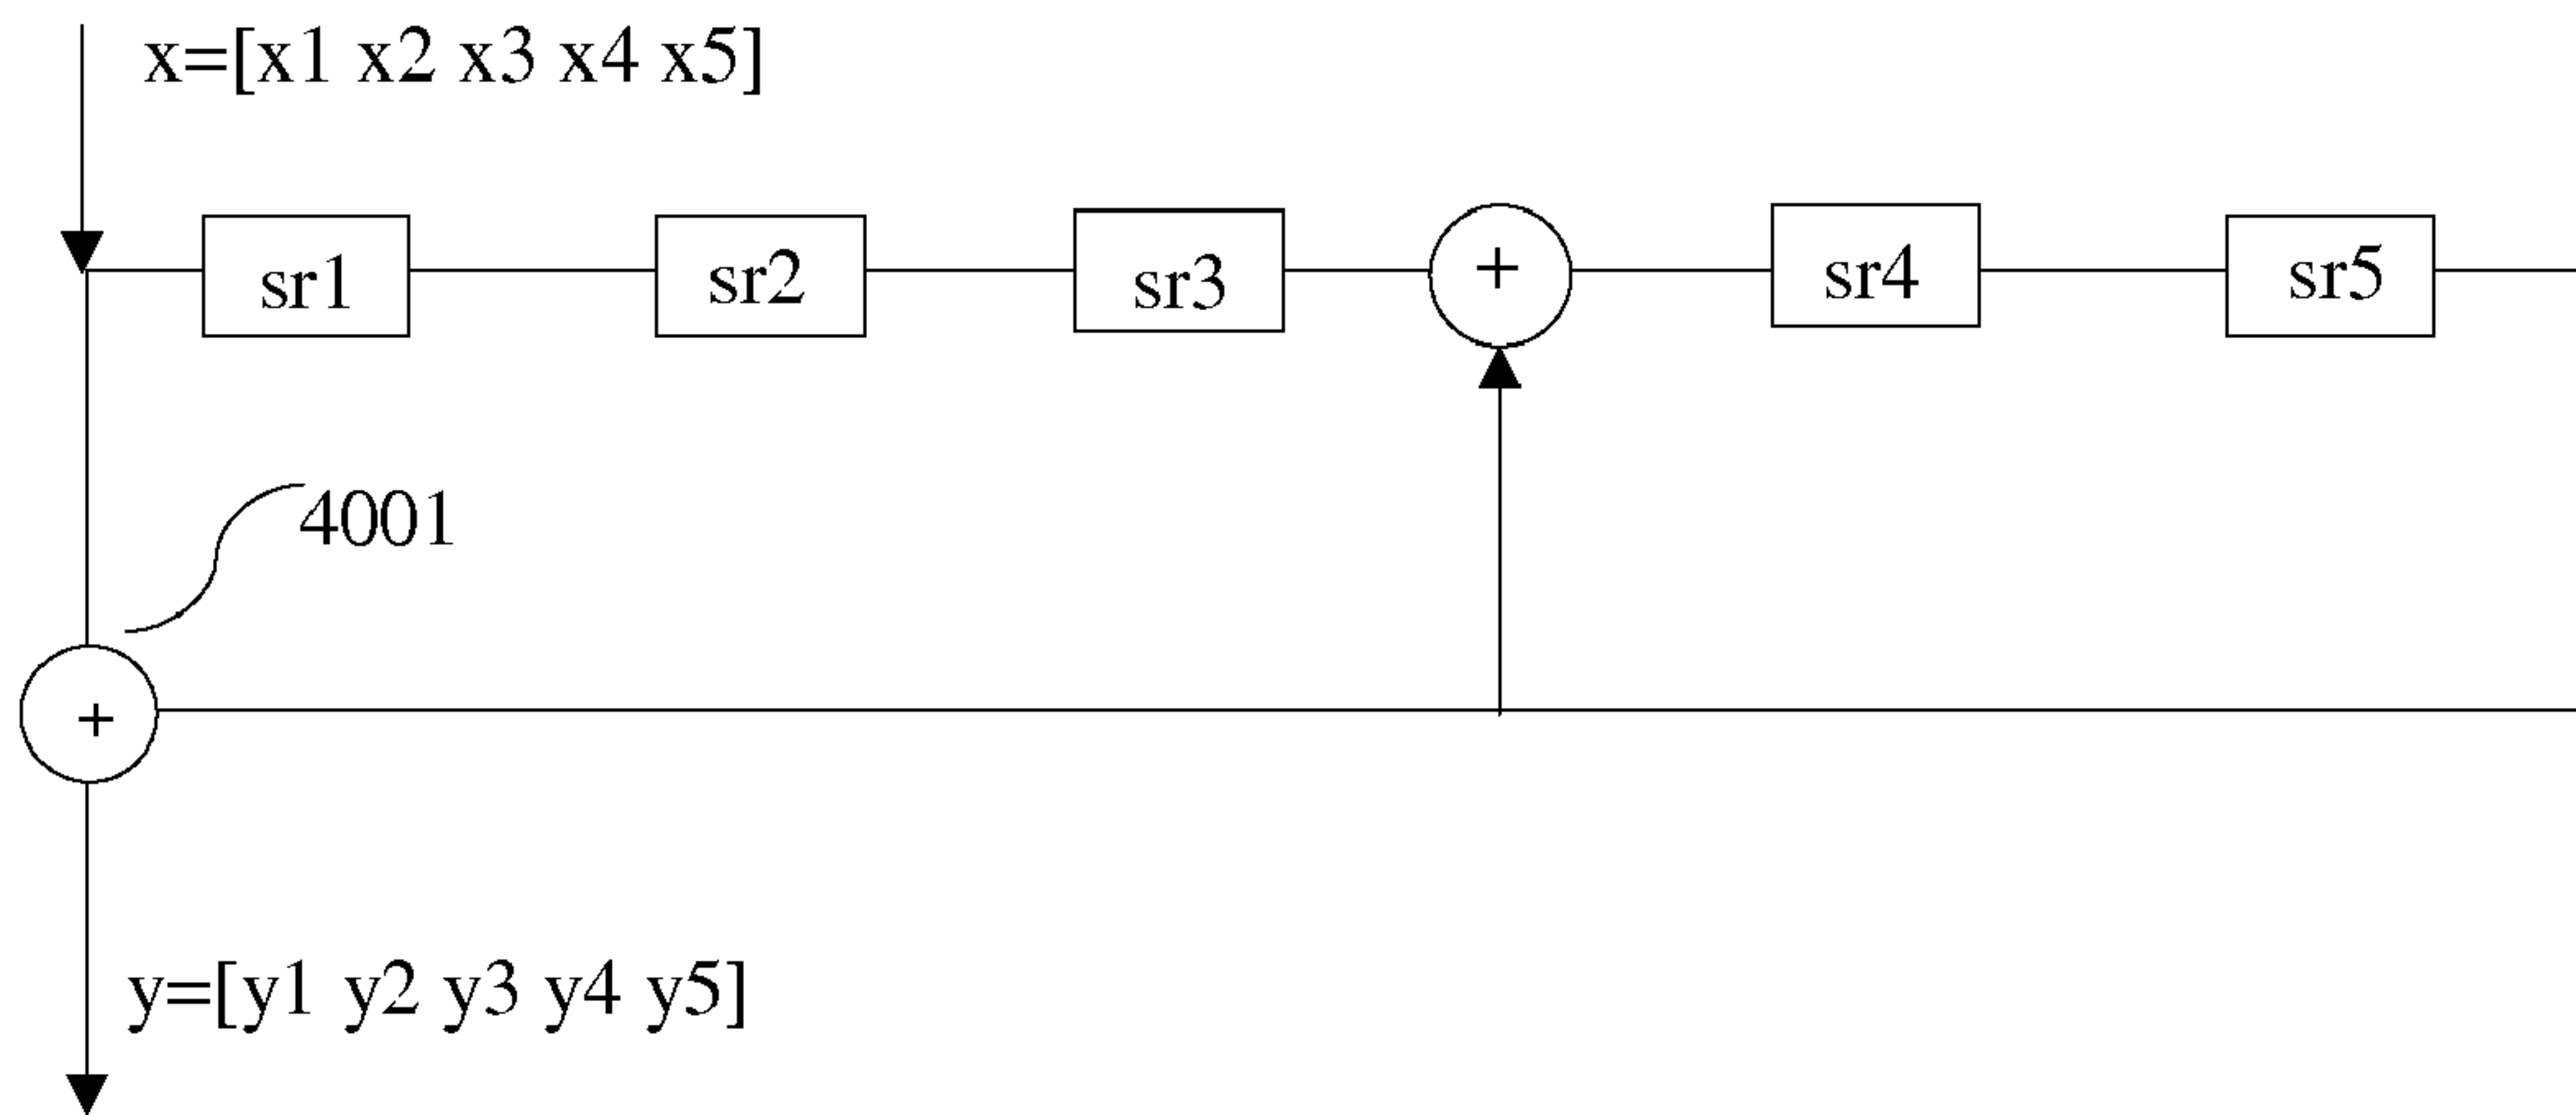 x=[x1 x2 x3 x4 x5]
sr1 sr2 sr3 + sr4 sr5
4001
+
y=[y1 y2 y3 y4 y5]